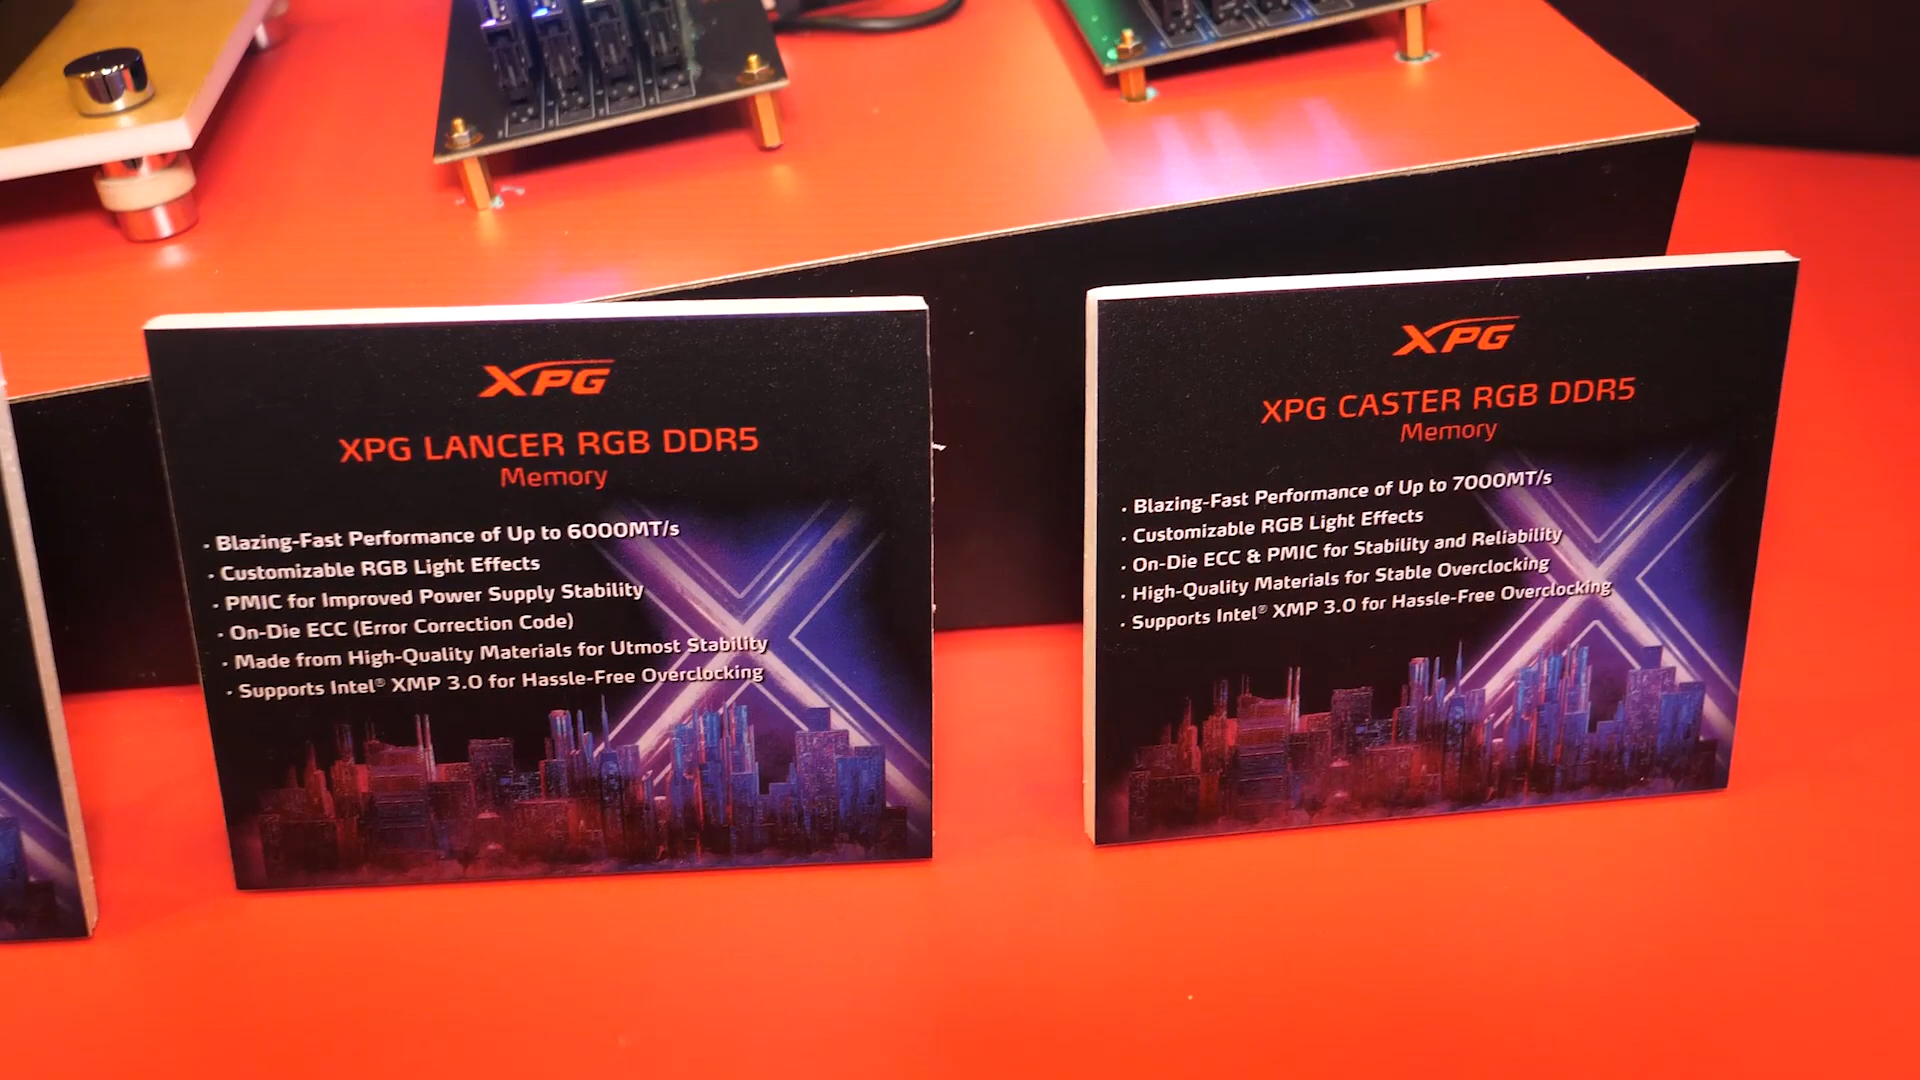 XPG
XPG LANCER RGB DDR5
Memory
· Blazing-Fast Performance of Up to 6000MT/s
· Customizable RGB Light Effects
· PMIC for Improved Power Supply Stability
· On-Die ECC (Error Correction Code)
· Made from High-Quality Materials for Utmost Stability
· Supports Intel® XMP 3.0 for Hassle-Free Overclocking
XPG
XPG CASTER RGB DDR5
Memory
· Blazing-Fast Performance of Up to 7000MT/s
· Customizable RGB Light Effects
· On-Die ECC & PMIC for Stability and Reliability
· High-Quality Materials for Stable Overclocking
· Supports Intel® XMP 3.0 for Hassle-Free Overclocking